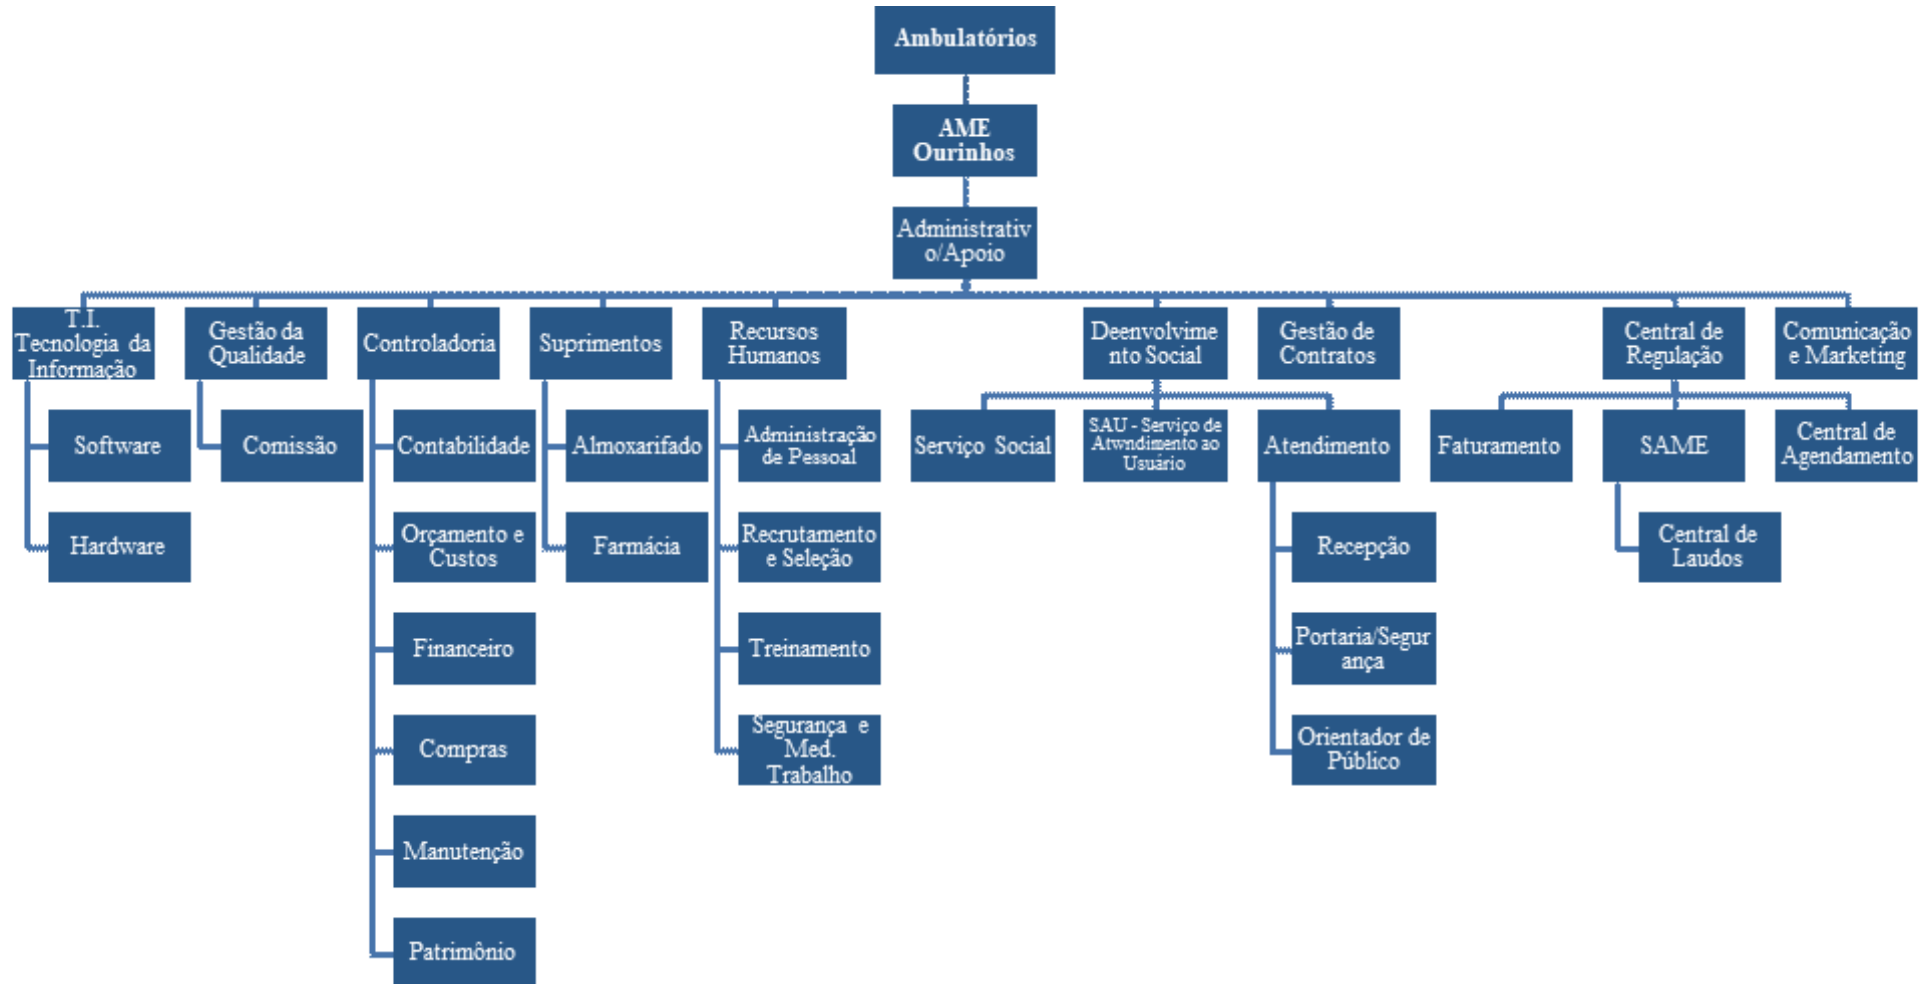 Ambulatórios
AME
Ourinhos
Administrativ
o/Apoio
T.I.
Tecnologia da
Informação
Gestão da
Qualidade
Controladoria
Suprimentos
Recursos
Humanos
Deenvolvime
nto Social
Gestão de
Contratos
Central de
Regulação
Comunicação
e Marketing
Software
Comissão
Contabilidade
Almoxarifado
Administração
de Pessoal
Serviço Social
SAU - Serviço de
Atwndimento ao
Usuário
Atendimento
Faturamento
SAME
Central de
Agendamento
Hardware
Orçamento e
Custos
Farmácia
Recrutamento
e Seleção
Recepção
Central de
Laudos
Financeiro
Treinamento
Portaria/Segur
ança
Compras
Segurança e
Med.
Trabalho
Orientador de
Público
Manutenção
Patrimônio